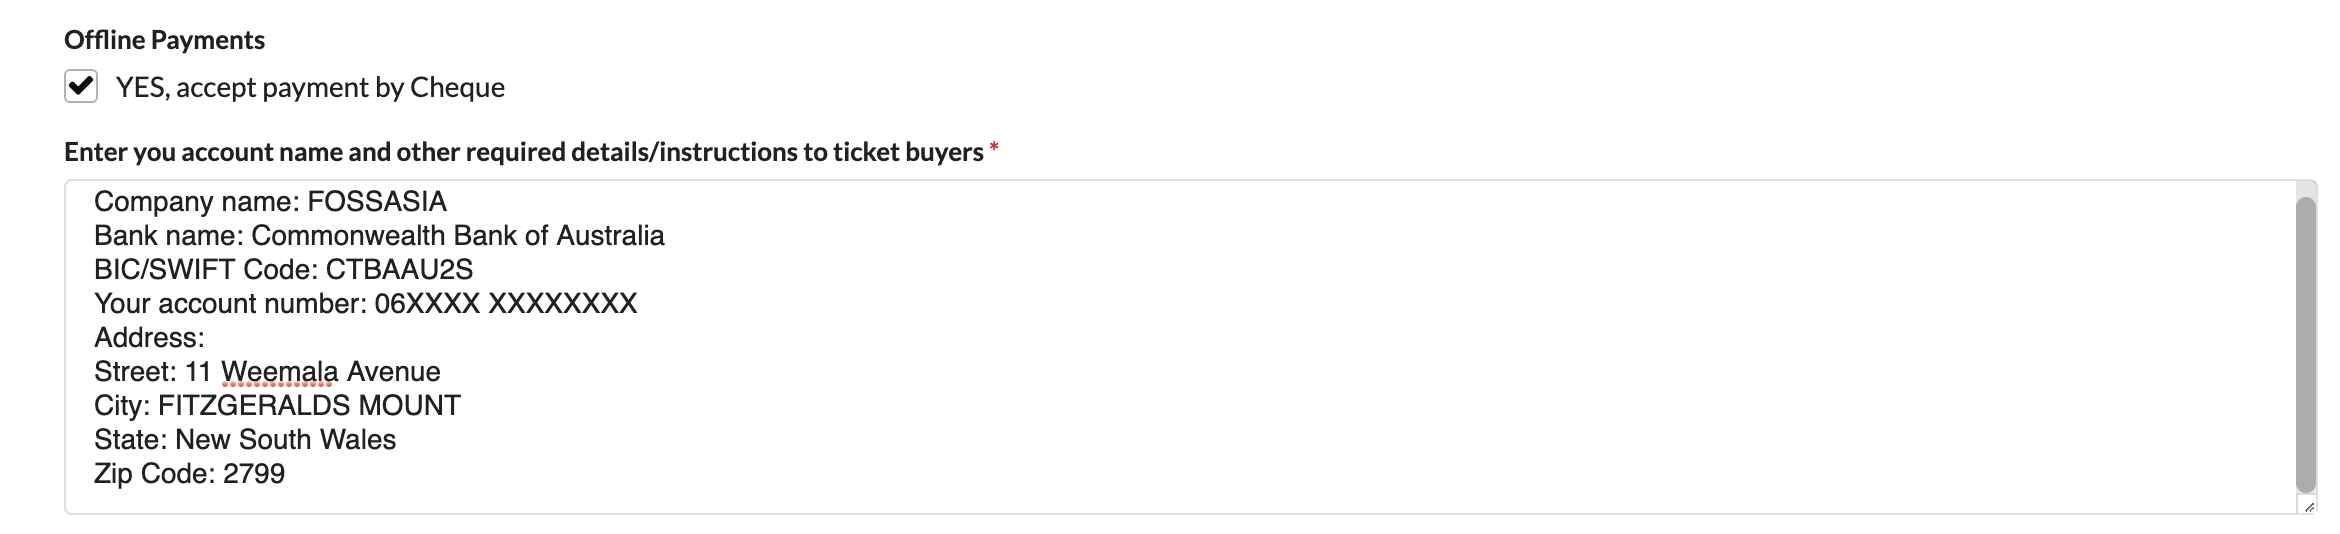 Offline Payments
YES, accept payment by Cheque
Enter you account name and other required details/instructions to ticket buyers *
Company name: FOSSASIA
Bank name: Commonwealth Bank of Australia
BIC/SWIFT Code: CTBAAU2S
Your account number: 06XXXX XXXXXXXX
Address:
Street: 11 Weemala Avenue
City: FITZGERALDS MOUNT
State: New South Wales
Zip Code: 2799